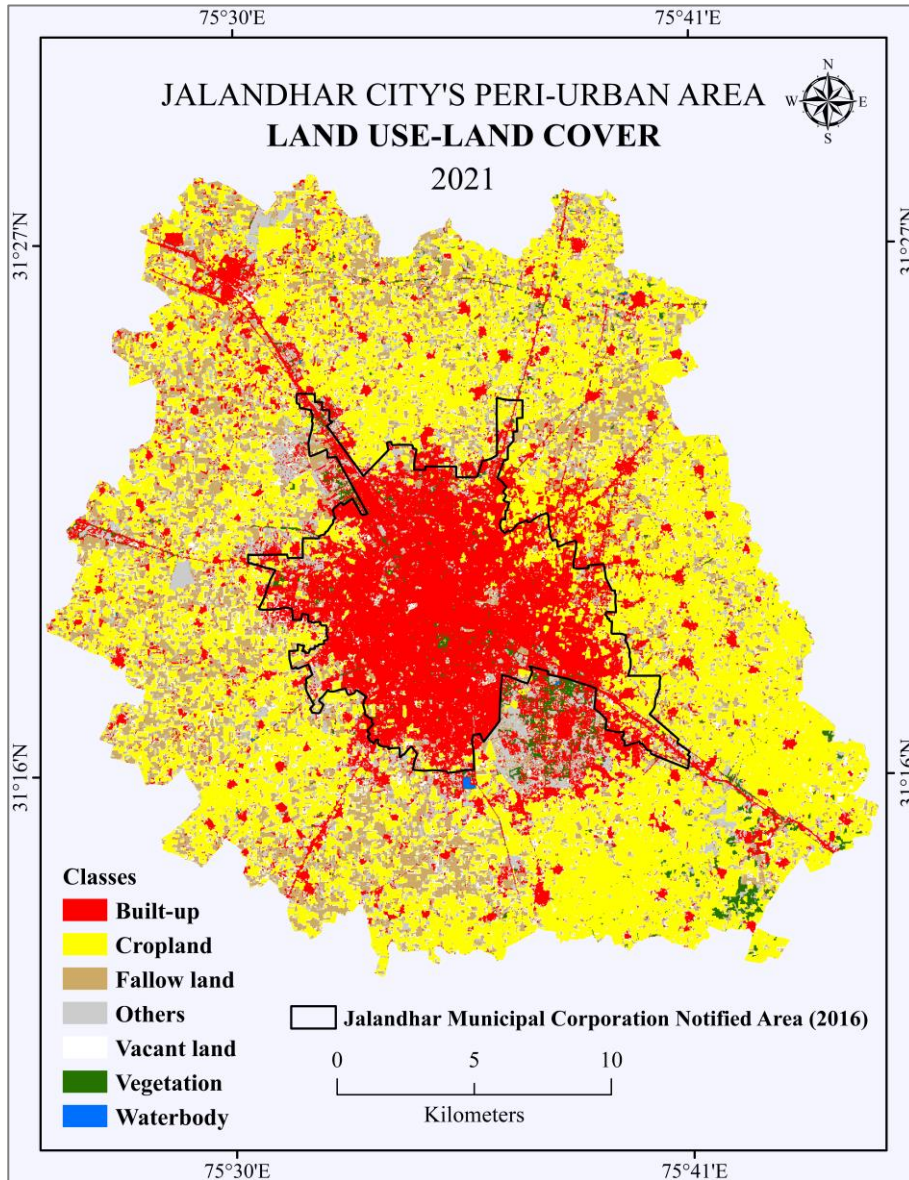 75°30'E 75°41'E
JALANDHAR CITY'S PERI-URBAN AREA
LAND USE-LAND COVER
2021
N
W E
S
31°27'N 31°27'N
31°16'N 31°16'N
Classes
Built-up
Cropland
Fallow land
Others
Vacant land
Vegetation
Waterbody
Jalandhar Municipal Corporation Notified Area (2016)
0 5 10
Kilometers
75°30'E 75°41'E